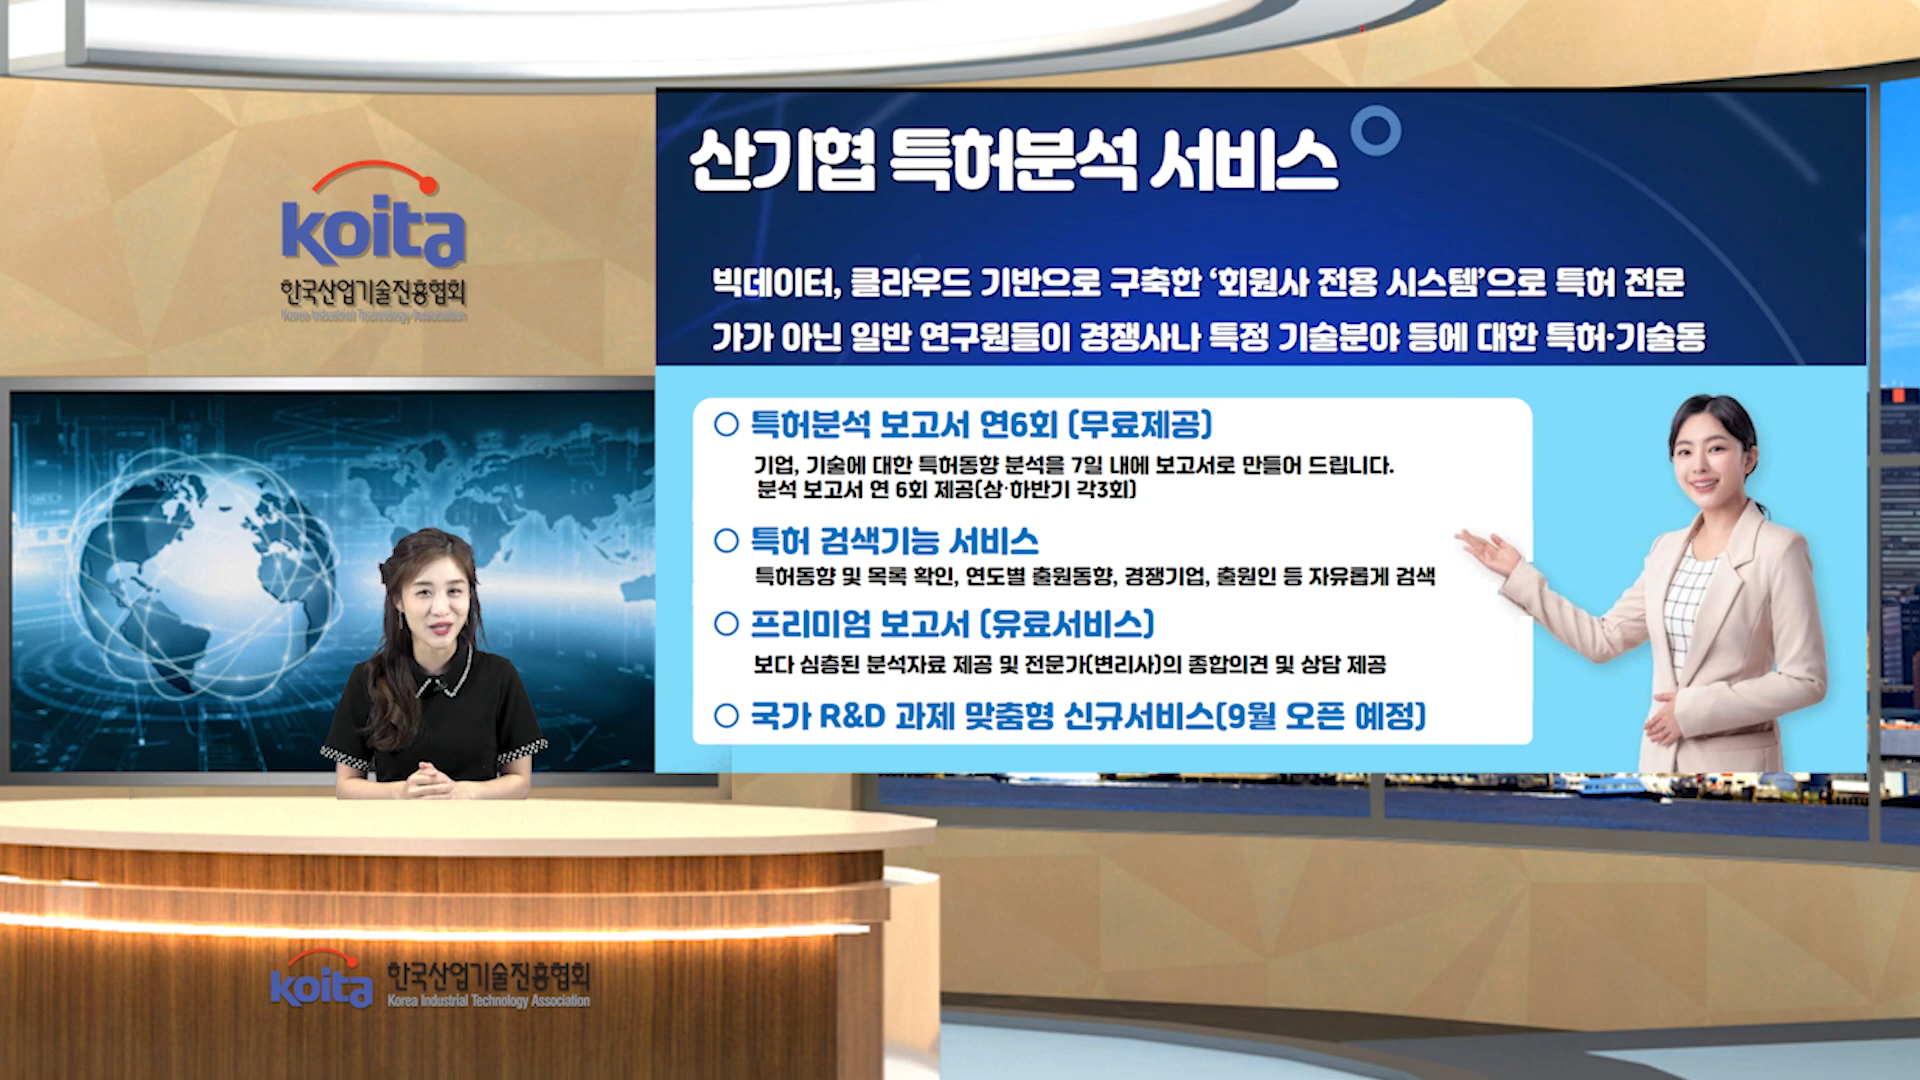 koita
한국산업기술진흥협회
Korea Industrial Technology Association
산기협 특허분석 서비스
빅데이터, 클라우드 기반으로 구축한 ‘회원사 전용 시스템’으로 특허 전문
가가 아닌 일반 연구원들이 경쟁사나 특정 기술분야 등에 대한 특허·기술동
○ 특허분석 보고서 연6회 (무료제공)
기업, 기술에 대한 특허동향 분석을 7일 내에 보고서로 만들어 드립니다.
분석 보고서 연 6회 제공(상·하반기 각3회)
○ 특허 검색기능 서비스
특허동향 및 목록 확인, 연도별 출원동향, 경쟁기업, 출원인 등 자유롭게 검색
○ 프리미엄 보고서 (유료서비스)
보다 심층된 분석자료 제공 및 전문가(변리사)의 종합의견 및 상담 제공
○ 국가 R&D 과제 맞춤형 신규서비스(9월 오픈 예정)
koita 한국산업기술진흥협회
Korea Industrial Technology Association